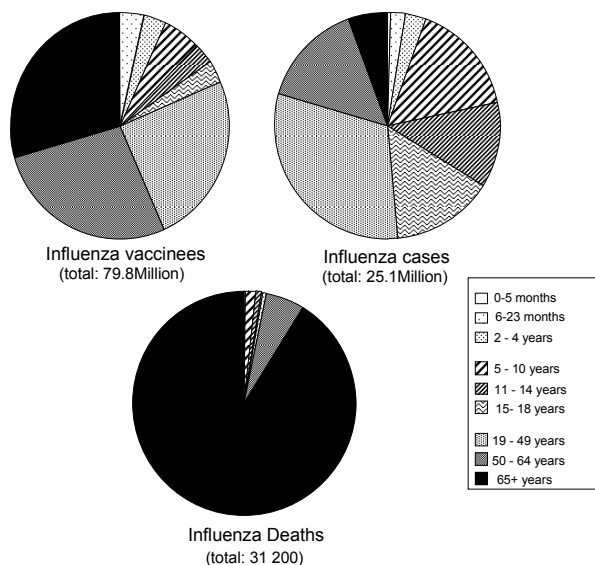 Influenza vaccinees
(total: 79.8Million)
Influenza cases
(total: 25.1Million)
Influenza Deaths
(total: 31 200)
0-5 months
6-23 months
2 - 4 years
5 - 10 years
11 - 14 years
15- 18 years
19 - 49 years
50 - 64 years
65+ years